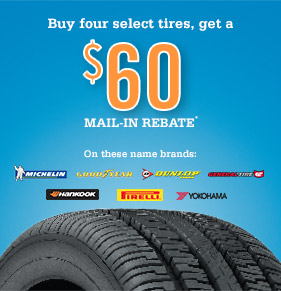 Buy four select tires, get a
$60
MAIL-IN REBATE*
On these name brands:
MICHELIN GOODYEAR DUNLOP GENERAL TIRE
HANKOOK PIRELLI YOKOHAMA